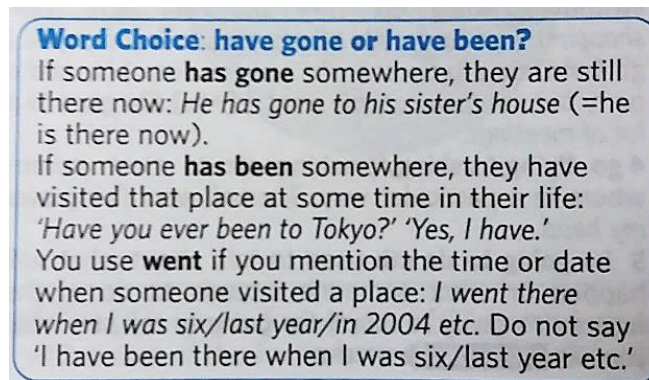 Word Choice: have gone or have been?
If someone has gone somewhere, they are still
there now: He has gone to his sister's house (=he
is there now).
If someone has been somewhere, they have
visited that place at some time in their life:
'Have you ever been to Tokyo?' 'Yes, I have.'
You use went if you mention the time or date
when someone visited a place: I went there
when I was six/last year/in 2004 etc. Do not say
'I have been there when I was six/last year etc.'